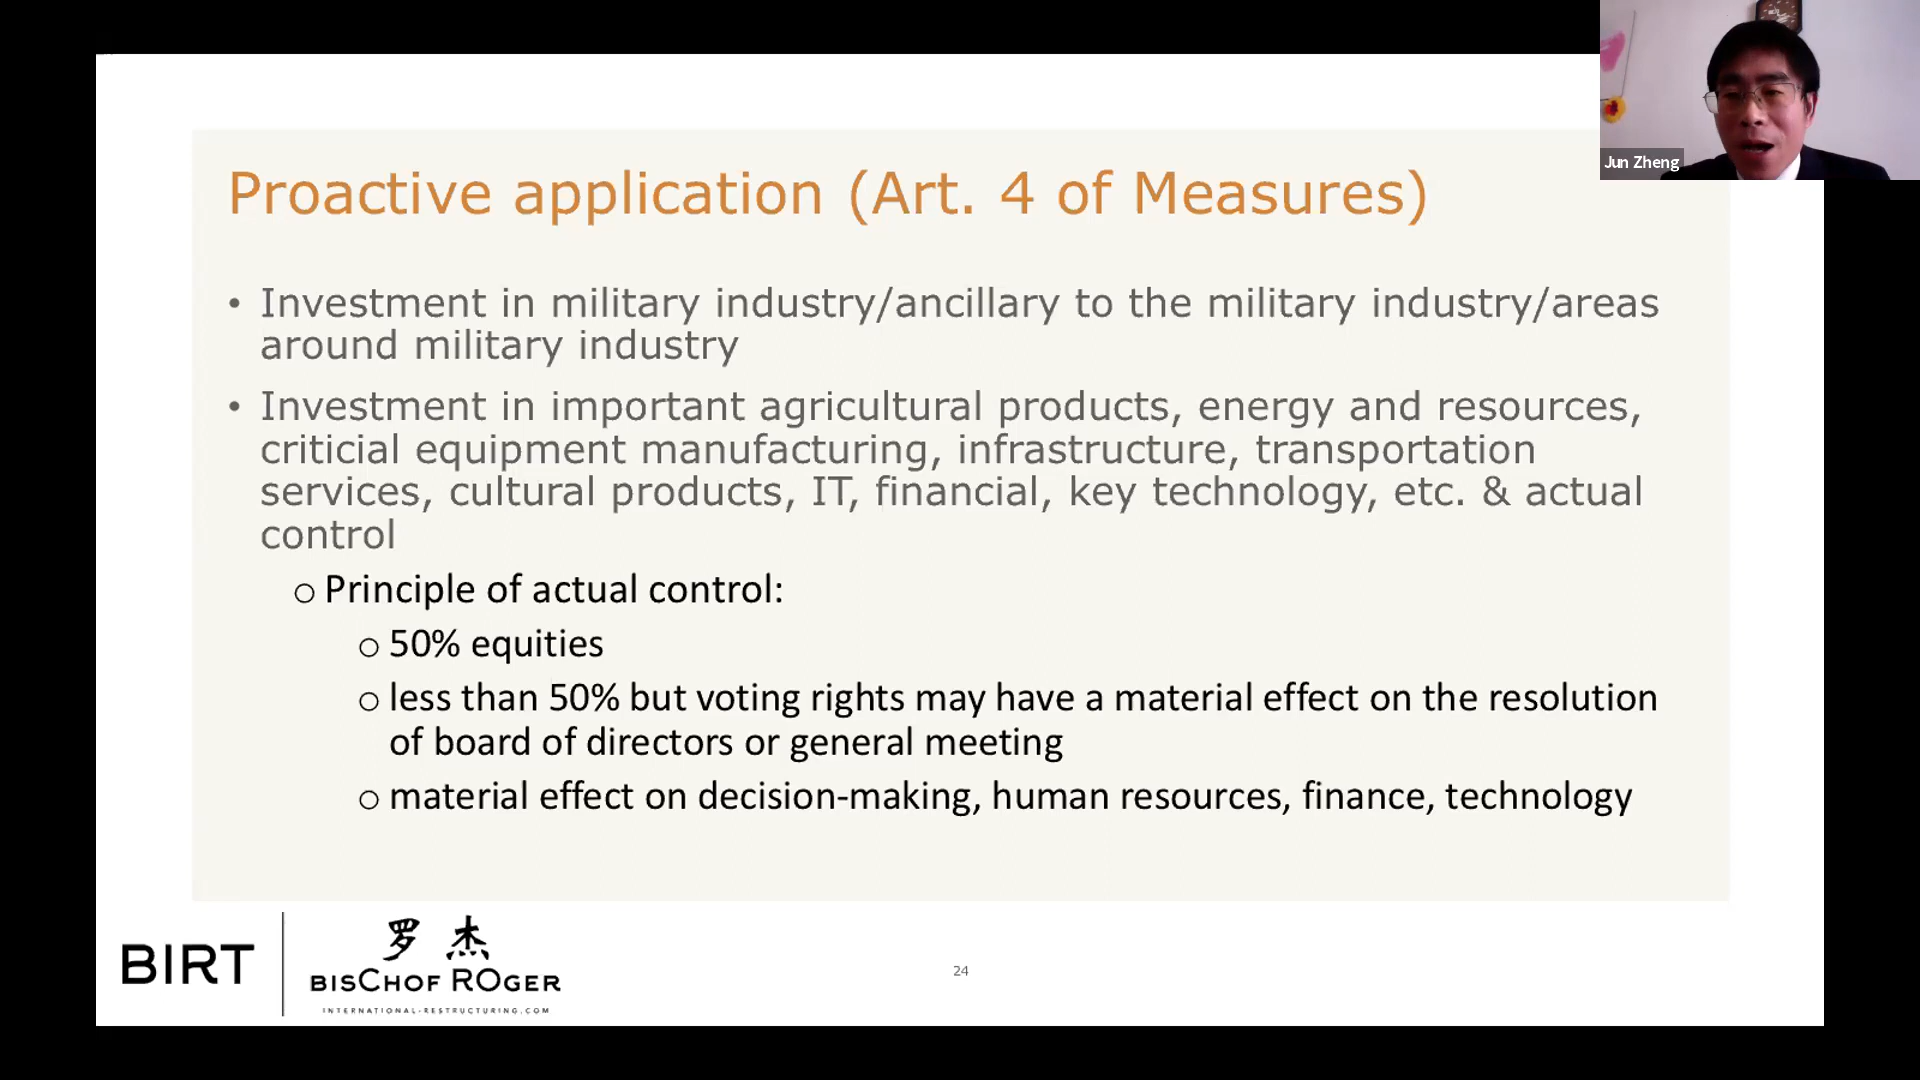 Jun Zheng
Proactive application (Art. 4 of Measures)
• Investment in military industry/ancillary to the military industry/areas
around military industry
• Investment in important agricultural products, energy and resources,
criticial equipment manufacturing, infrastructure, transportation
services, cultural products, IT, financial, key technology, etc. & actual
control
o Principle of actual control:
o 50% equities
o less than 50% but voting rights may have a material effect on the resolution
of board of directors or general meeting
o material effect on decision-making, human resources, finance, technology
BIRT
罗 杰
BISCHOF ROGER
INTERNATIONAL-RESTRUCTURING.COM
24